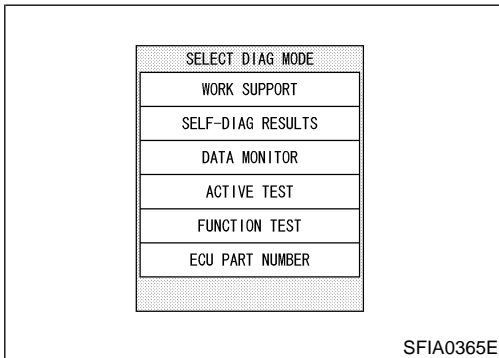 SELECT DIAG MODE
WORK SUPPORT
SELF-DIAG RESULTS
DATA MONITOR
ACTIVE TEST
FUNCTION TEST
ECU PART NUMBER
SFIA0365E